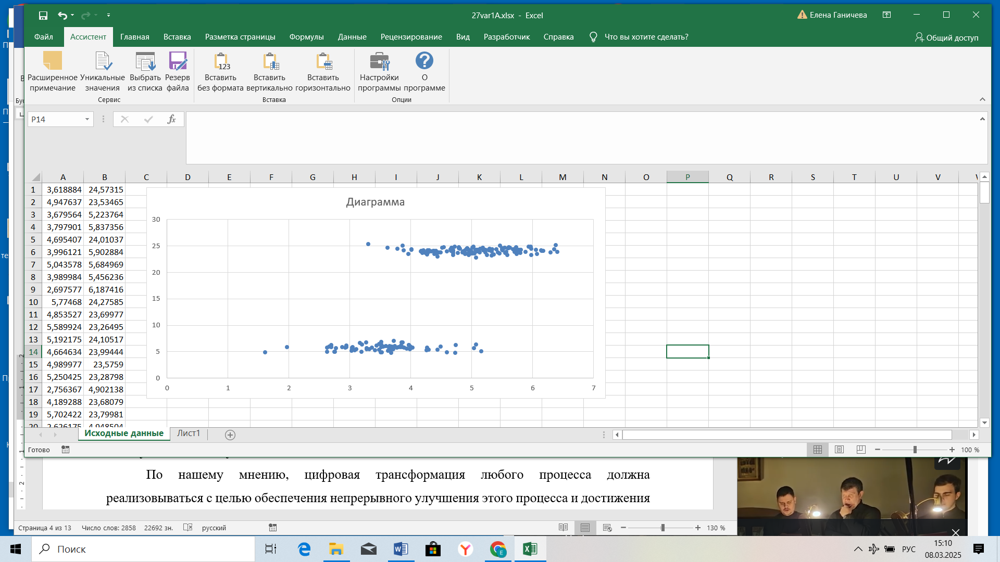 27var1A.xlsx - Excel
Елена Ганичева
Файл Ассистент Главная Вставка Разметка страницы Формулы Данные Рецензирование Вид Разработчик Справка Что вы хотите сделать? Общий доступ
Расширенное примечание
Уникальные значения
Выбрать из списка
Резерв файла
Сервис
Вставить без формата
Вставить вертикально
Вставить горизонтально
Вставка
Настройки программы
О программе
Опции
P14
fx
A B C D E F G H I J K L M N O P Q R S T U V
1 3,618884 24,57315
2 4,947637 23,53465
3 3,679564 5,223764
4 3,797901 5,837356
5 4,695407 24,01037
6 3,996121 5,902884
7 5,043578 5,684969
8 3,989984 5,456236
9 2,697577 6,187416
10 5,77468 24,27585
11 4,853527 23,69977
12 5,589924 23,26495
13 5,192175 24,10517
14 4,664634 23,99444
15 4,989977 23,5759
16 5,250425 23,28798
17 2,756367 4,902138
18 4,189288 23,68079
19 5,702422 23,79981
20 2,626175 4,948504
Диаграмма
30
25
20
15
10
5
0
0 1 2 3 4 5 6 7
Исходные данные Лист1
Готово
100 %
По нашему мнению, цифровая трансформация любого процесса должна
реализовываться с целью обеспечения непрерывного улучшения этого процесса и достижения
Страница 4 из 13 Число слов: 2858 22692 зн. русский 130 %
Поиск
РУС
15:10
08.03.2025